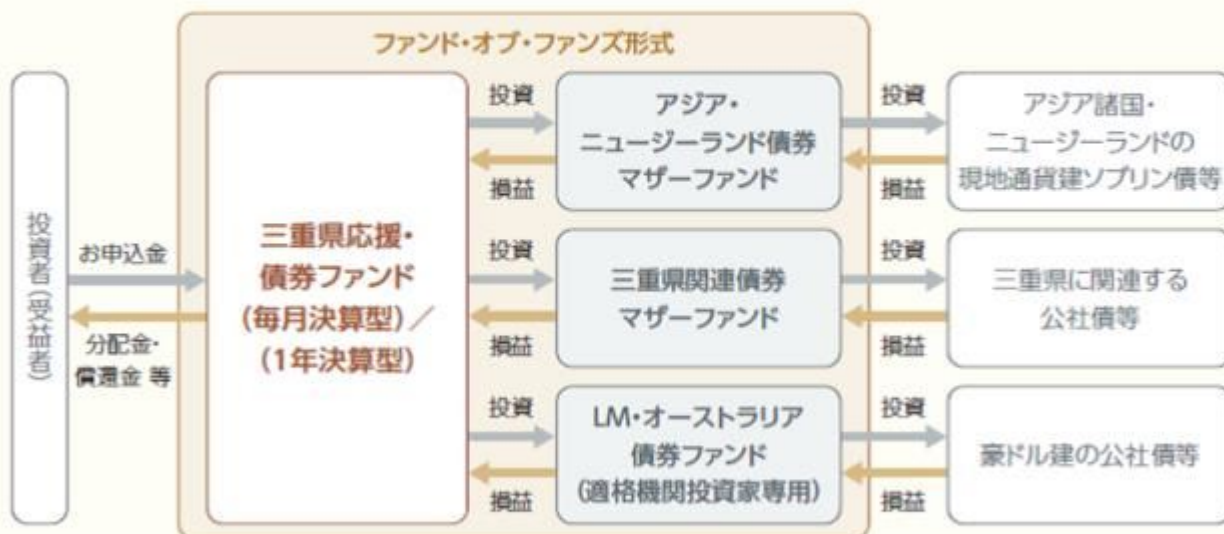 ファンド・オブ・ファンズ形式
投資者(受益者)
お申込金
分配金・
償還金 等
三重県応援・
債券ファンド
(毎月決算型)／
(1年決算型)
投資
損益
アジア・
ニュージーランド債券
マザーファンド
投資
損益
アジア諸国・
ニュージーランドの
現地通貨建ソブリン債等
投資
損益
三重県関連債券
マザーファンド
投資
損益
三重県に関連する
公社債等
投資
損益
LM・オーストラリア
債券ファンド
(適格機関投資家専用)
投資
損益
豪ドル建の公社債等